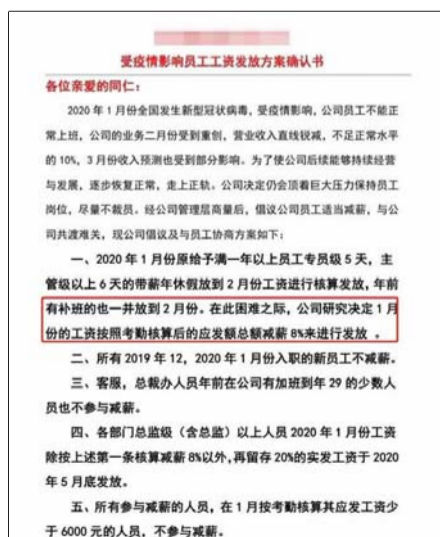 受疫情影响员工工资发放方案确认书
各位亲爱的同仁：
2020 年 1 月份全国发生新型冠状病毒，受疫情影响，公司员工不能正
常上班，公司的业务二月份受到重创，营业收入直线锐减，不足正常水平
的 10%，3 月份收入预测也受到部分影响。为了使公司后续能够持续经营
与发展，逐步恢复正常，走上正轨。公司决定仍会顶着巨大压力保持员工
岗位，尽量不裁员。经公司管理层商量后，倡议公司员工适当减薪，与公
司共渡难关，现公司倡议及与员工协商方案如下：
一、2020 年 1 月份原给予满一年以上员工专员级 5 天，主
管级以上 6 天的带薪年休假放到 2 月份工资进行核算发放，年前
有补班的也一并放到 2 月份。在此困难之际，公司研究决定 1 月
份的工资按照考勤核算后的应发额总额减薪 8%来进行发放 。
二、所有 2019 年 12，2020 年 1 月份入职的新员工不减薪。
三、客服，总裁办人员年前在公司有加班到年 29 的少数人
员也不参与减薪。
四、各部门总监级（含总监）以上人员 2020 年 1 月份工资
除按上述第一条核算减薪 8%以外，再留存 20%的实发工资于 2020
年 5 月底发放。
五、所有参与减薪的人员，在 1 月按考勤核算其应发工资少
于 6000 元的人员，不参与减薪。